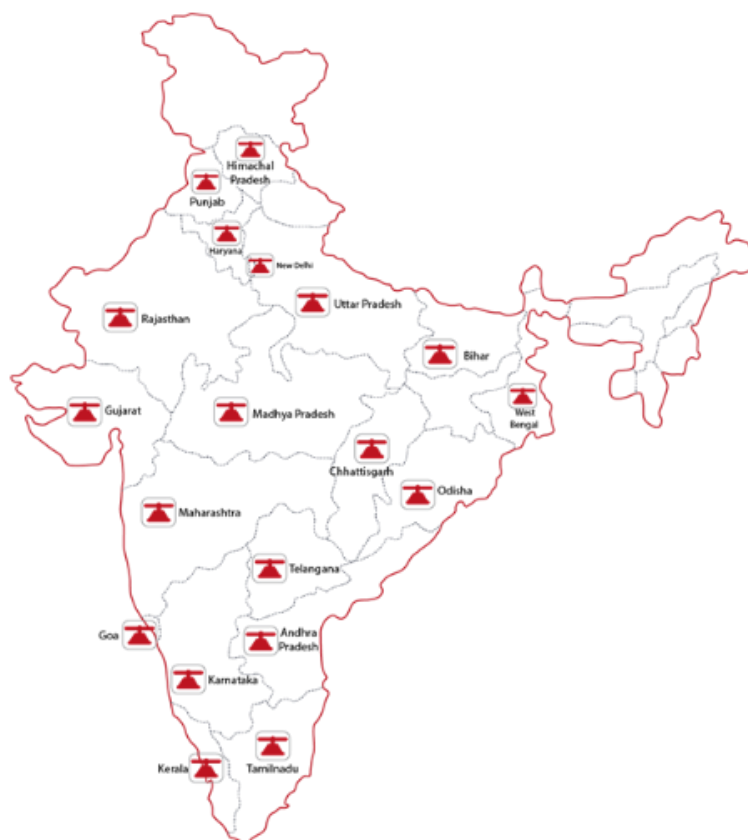 Himachal
Pradesh
Punjab
Haryana
New Delhi
Rajasthan
Uttar Pradesh
Bihar
Gujarat
Madhya Pradesh
West
Bengal
Chhattisgarh
Odisha
Maharashtra
Telangana
Goa
Andhra
Pradesh
Karnataka
Kerala
Tamilnadu